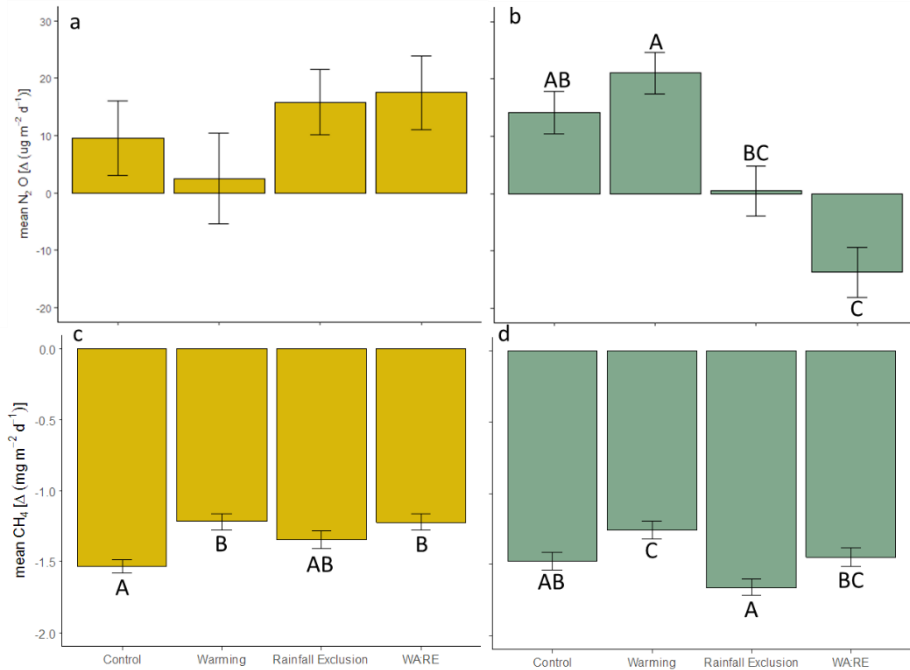 a
b
mean N₂ O [Δ (ug m⁻² d⁻¹)]
30
20
10
0
-10
-20
AB
A
BC
C
c
d
mean CH₄ [Δ (mg m⁻² d⁻¹)]
0.0
-0.5
-1.0
-1.5
-2.0
A
B
AB
B
AB
C
A
BC
Control
Warming
Rainfall Exclusion
WARE
Control
Warming
Rainfall Exclusion
WARE